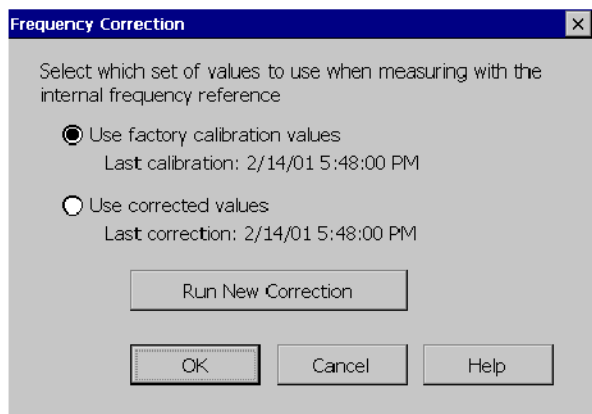 Frequency Correction
Select which set of values to use when measuring with the
internal frequency reference
Use factory calibration values
Last calibration: 2/14/01 5:48:00 PM
Use corrected values
Last correction: 2/14/01 5:48:00 PM
Run New Correction
OK Cancel Help